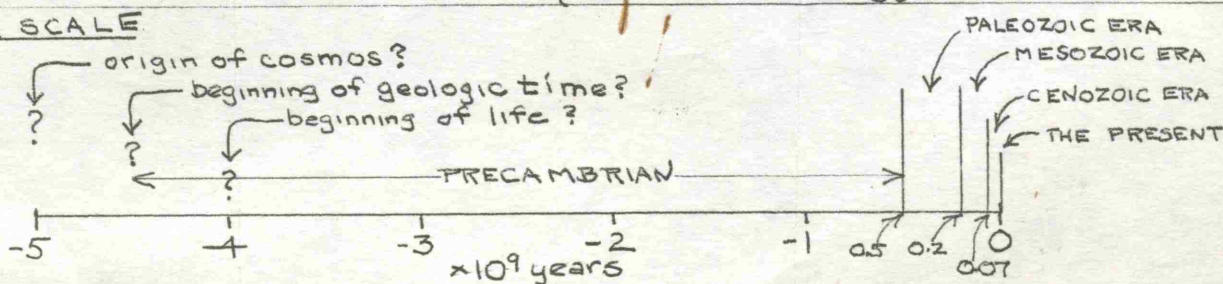 SCALE
PALEOZOIC ERA
origin of cosmos?
MESOZOIC ERA
beginning of geologic time?
CENOZOIC ERA
? beginning of life?
THE PRESENT
?
?
PRECAMBRIAN
-5 -4 -3 -2 -1 0.5 0.2 0.07 0
×10⁹ years